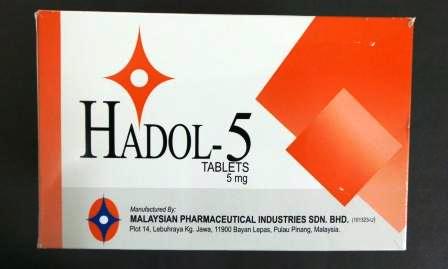 HADOL-5
TABLETS
5 mg
Manufactured By:
MALAYSIAN PHARMACEUTICAL INDUSTRIES SDN. BHD. (101323-U)
Plot 14, Lebuhraya Kg. Jawa, 11900 Bayan Lepas, Pulau Pinang, Malaysia.